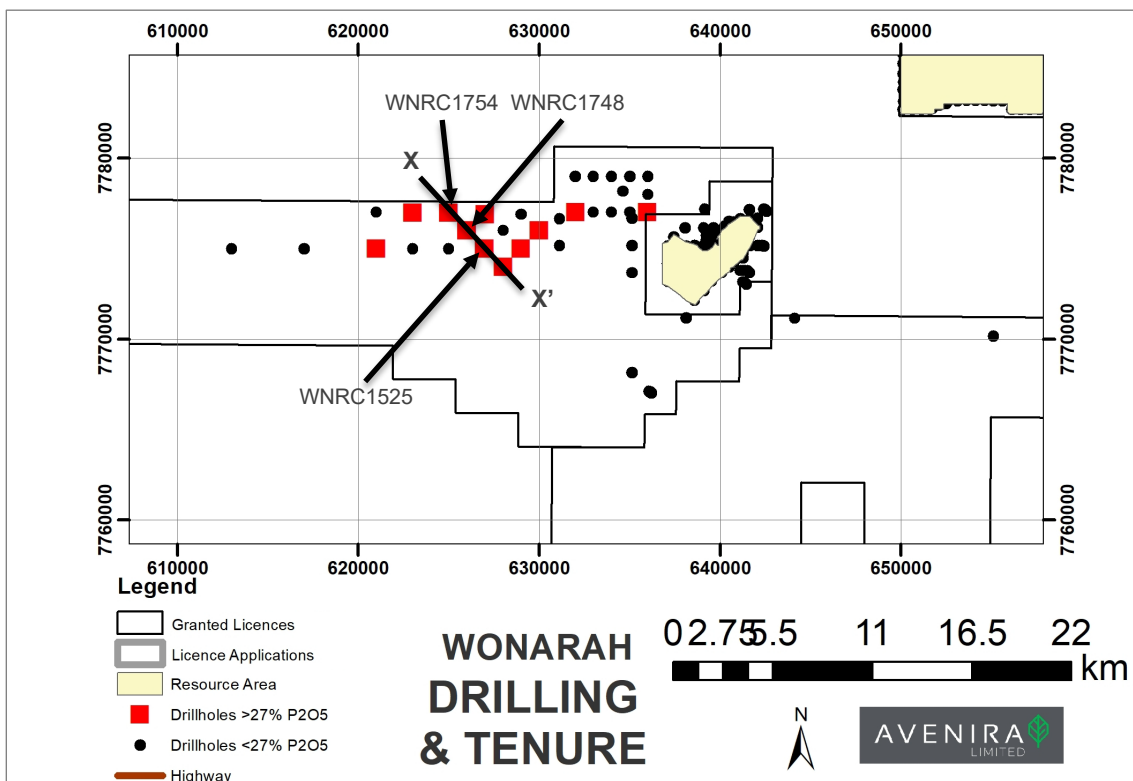 610000 620000 630000 640000 650000
WNRC1754 WNRC1748
X
7780000 7780000
X'
7770000 7770000
WNRC1525
7760000 7760000
610000 620000 630000 640000 650000
Legend
Granted Licences
Licence Applications
Resource Area
Drillholes >27% P2O5
Drillholes <27% P2O5
Highway
WONARAH
DRILLING
& TENURE
0 2.75 5.5 11 16.5 22
km
N
AVENIRA
LIMITED